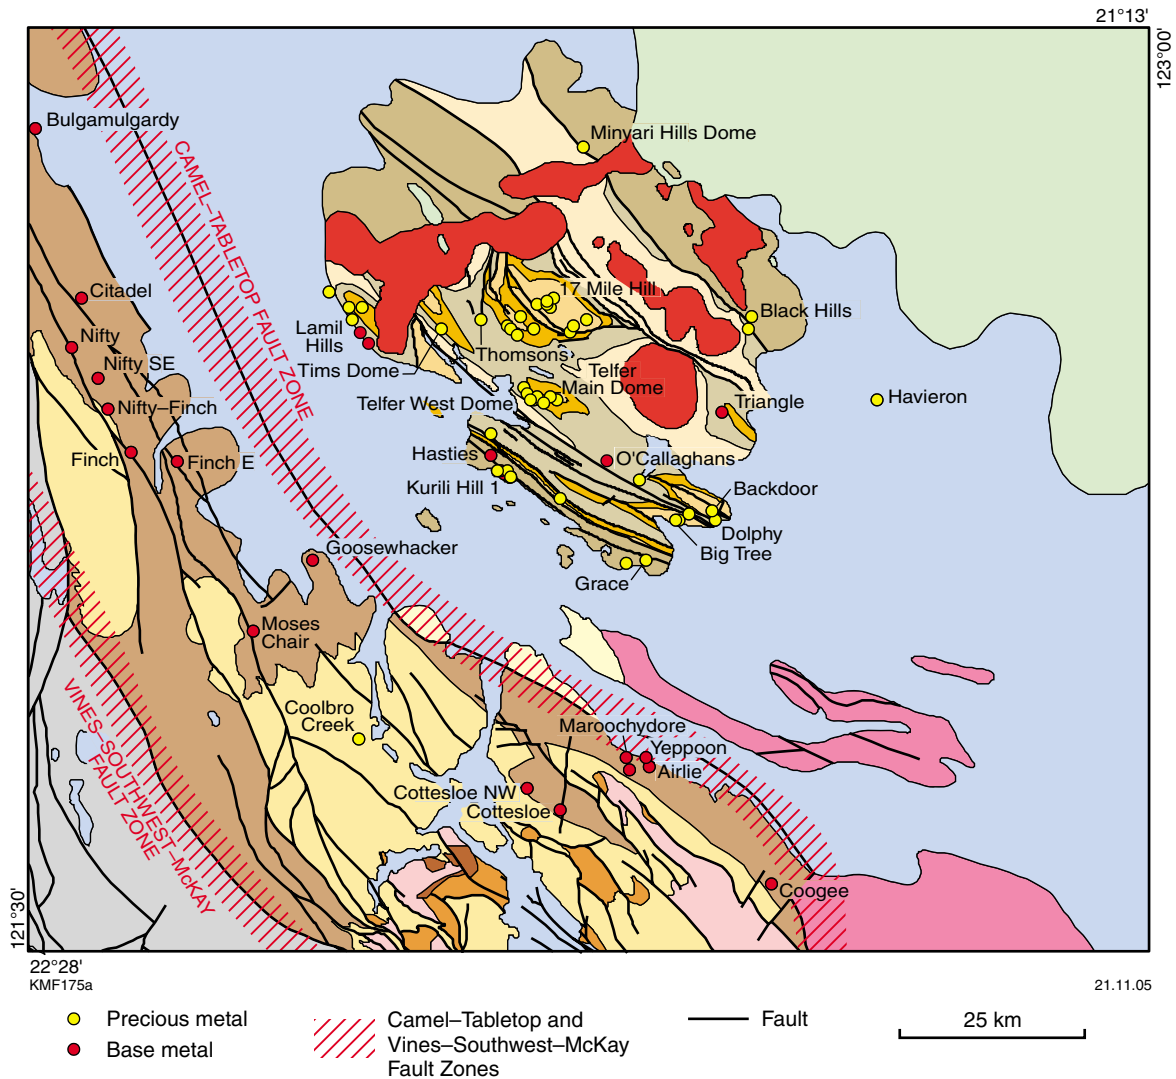 21°13'
123°00'
Bulgamulgardy
Minyari Hills Dome
CAMEL–TABTOP FAULT ZONE
Citadel
17 Mile Hill
Black Hills
Lamil
Hills
Nifty
Thomsons
Nifty SE
Tims Dome
Telfer
Main Dome
Havieron
Triangle
Telfer West Dome
Nifty–Finch
Hasties
O'Callaghans
Finch
Finch E
Kurili Hill 1
Backdoor
Dolphy
Big Tree
Goosewhacker
Grace
Moses
Chair
VINES–SOUTHWEST–McKAY
FAULT ZONE
Coolbro
Creek
Maroochydore
Yeppoon
Airlie
Cottesloe NW
Cottesloe
Coogee
121°30'
22°28'
KMF175a
21.11.05
Precious metal
Base metal
Camel–Tabletop and
Vines–Southwest–McKay
Fault Zones
Fault
25 km